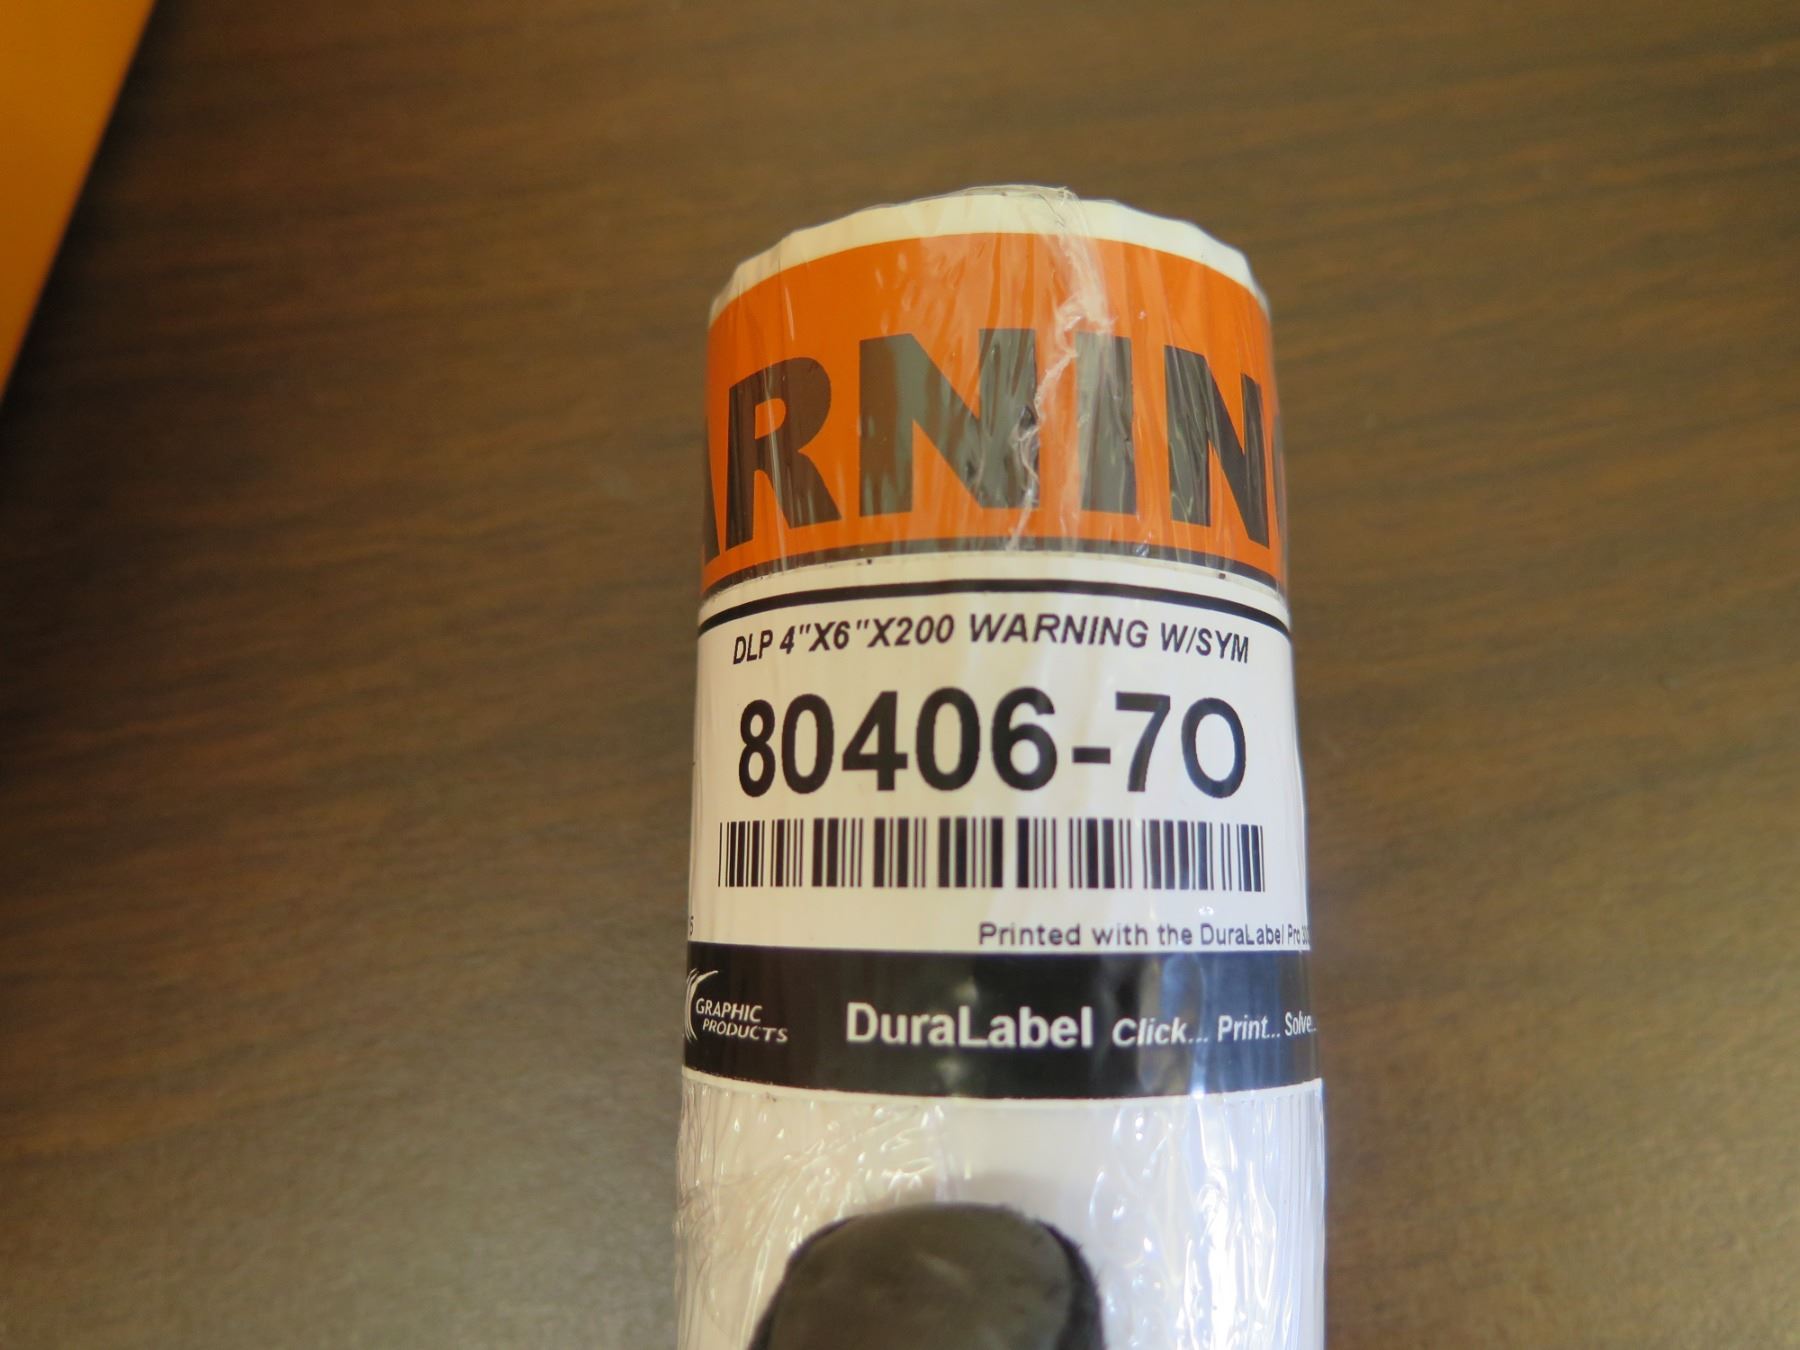 ARNIN
DLP 4"X6"X200 WARNING W/SYM
80406-7O
Printed with the DuraLabel Pro
GRAPHIC
PRODUCTS
DuraLabel Click... Print... Solve...